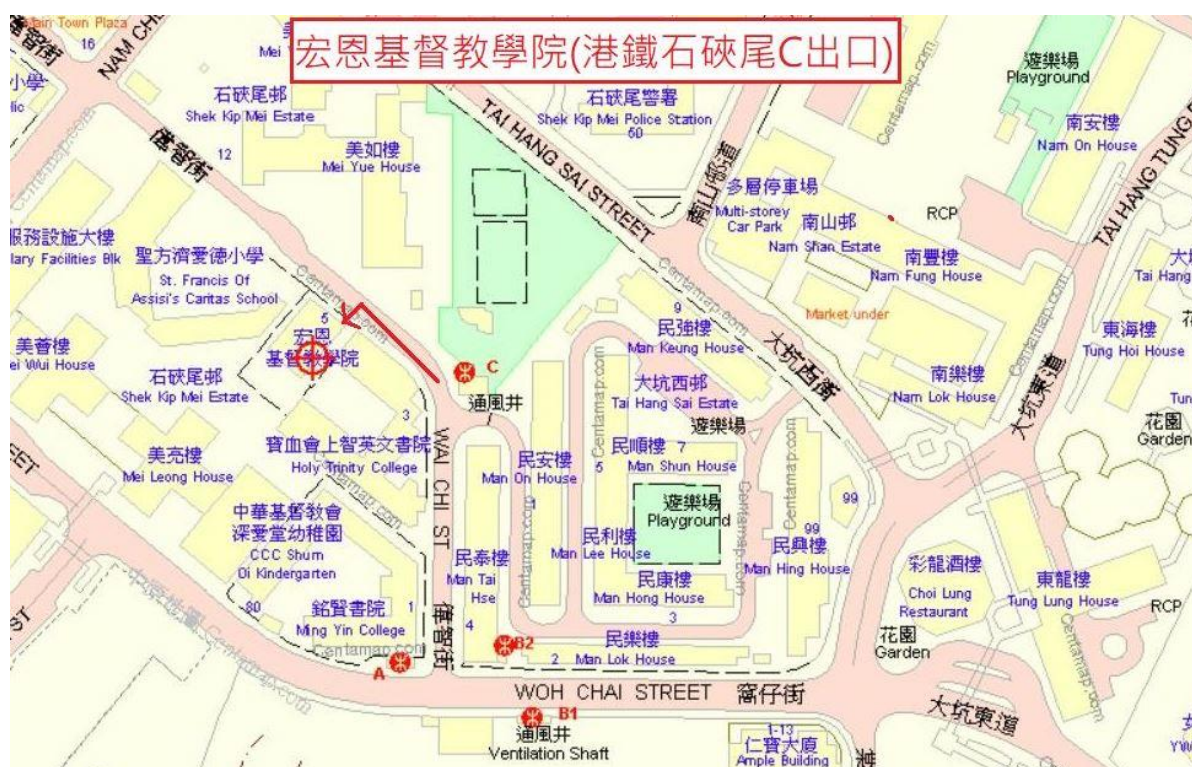 宏恩基督教學院(港鐵石硤尾C出口)
Main Town Plaza
16
偉智街
小學
石硤尾邨
Shek Kip Mei Estate
12
美如樓
Mei Yue House
TAI HANG SAI STREET
石硤尾警署
Shek Kip Mei Police Station
60
遊樂場
Playground
南安樓
Nam On House
TAI HANG TUNG
南山邨道
多層停車場
Multi-storey
Car Park
南山邨
Nam Shan Estate
RCP
南豐樓
Nam Fung House
Market under
服務設施大樓
聖方濟愛德小學
St. Francis Of
Assisi's Caritas School
5
宏恩
基督教學院
美薈樓
石硤尾邨
Shek Kip Mei Estate
3
C
通風井
9
民強樓
Man Keung House
大坑西街
大坑西邨
Tai Hang Sai Estate
遊樂場
南樂樓
Nam Lok House
大坑東道
東海樓
Tung Hoi House
花園
Garden
美亮樓
Mei Leong House
寶血會上智英文書院
Holy Trinity College
WAI CHI ST
民安樓
Man On House
1
5
民順樓 7
Man Shun House
遊樂場
Playground
99
99
民興樓
Man Hing House
中華基督教會
深愛堂幼稚園
CCC Shum
Oi Kindergarten
民泰樓
Man Tai
Hse
民利樓
Man Lee House
民康樓
Man Hong House
3
彩龍酒樓
Choi Lung
Restaurant
東龍樓
Tung Lung House
RCP
80
銘賢書院
1
Ming Yin College
偉智街
4
B2
民樂樓
2 Man Lok House
花園
Garden
A
WOH CHAI STREET 窩仔街
大坑東道
B1
通風井
Ventilation Shaft
1-13
仁寶大廈
Ample Building
Centamap.com